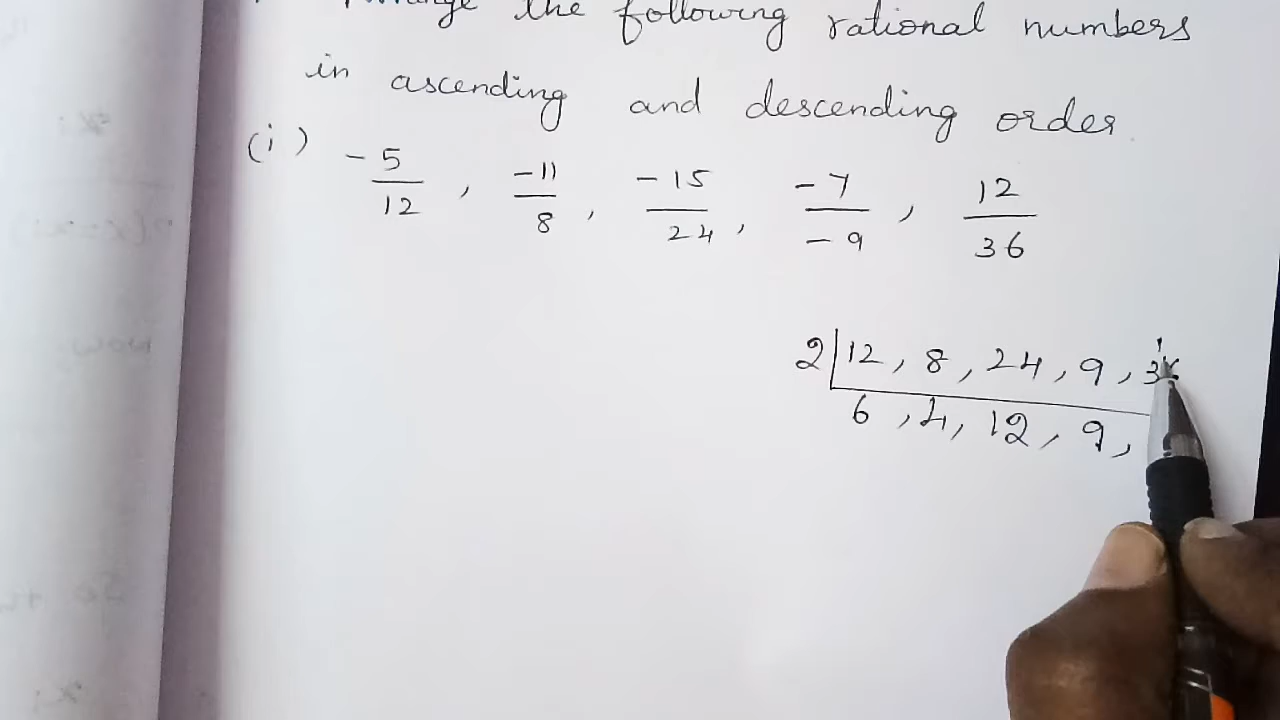 the following rational numbers
in ascending and descending order
(i) -5/12 , -11/8 , -15/24 , -7/-9 , 12/36
2 | 12 , 8 , 24 , 9 ,
6 , 4 , 12 , 9 ,